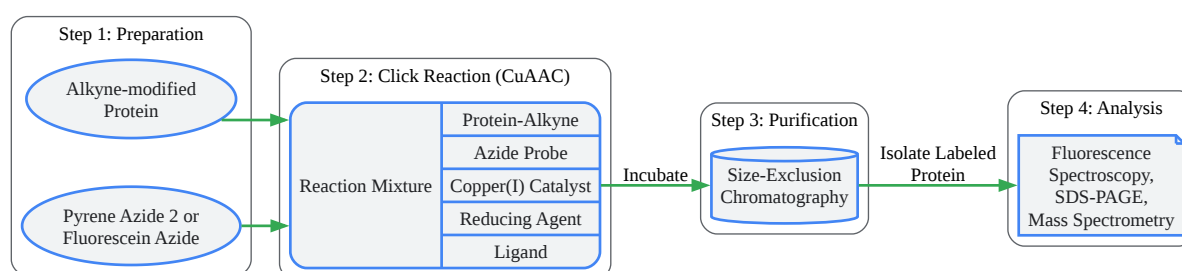 Step 1: Preparation
Alkyne-modified
Protein
Pyrene Azide 2 or
Fluorescein Azide
Step 2: Click Reaction (CuAAC)
Reaction Mixture
Protein-Alkyne
Azide Probe
Copper(I) Catalyst
Reducing Agent
Ligand
Incubate
Step 3: Purification
Size-Exclusion
Chromatography
Isolate Labeled
Protein
Step 4: Analysis
Fluorescence
Spectroscopy,
SDS-PAGE,
Mass Spectrometry